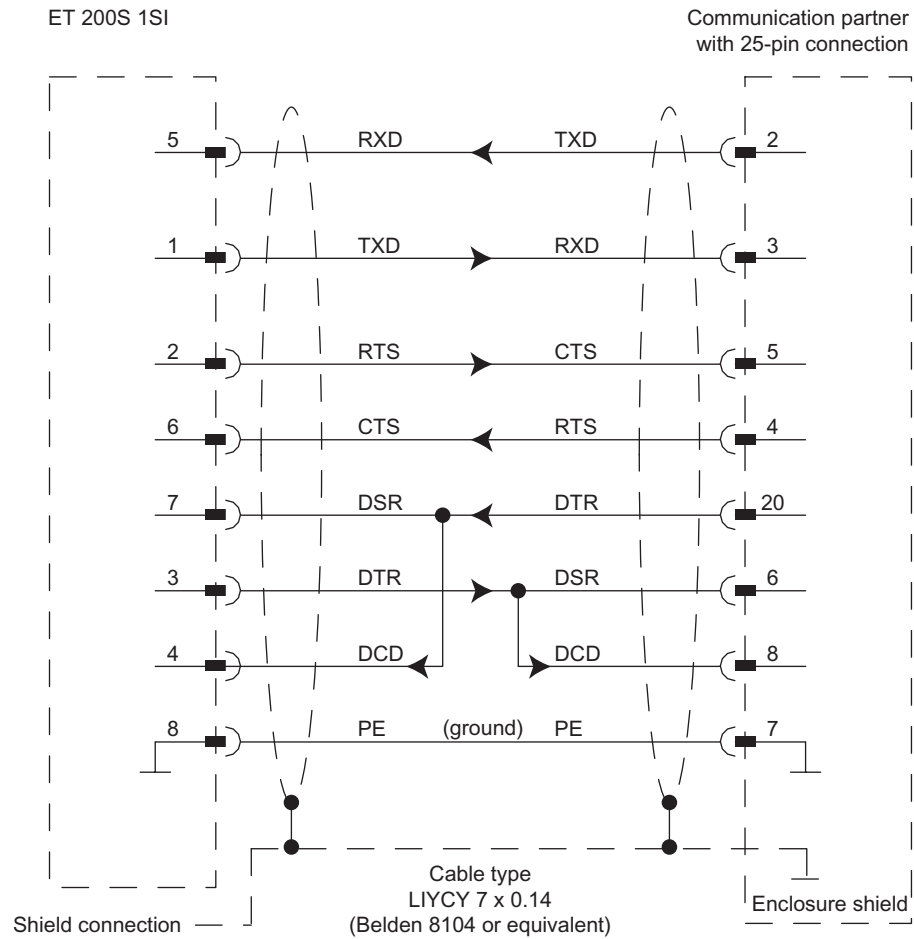 ET 200S 1SI
Communication partner
with 25-pin connection
5 RXD TXD 2
1 TXD RXD 3
2 RTS CTS 5
6 CTS RTS 4
7 DSR DTR 20
3 DTR DSR 6
4 DCD DCD 8
8 PE (ground) PE 7
Cable type
LIYCY 7 x 0.14
(Belden 8104 or equivalent)
Shield connection
Enclosure shield